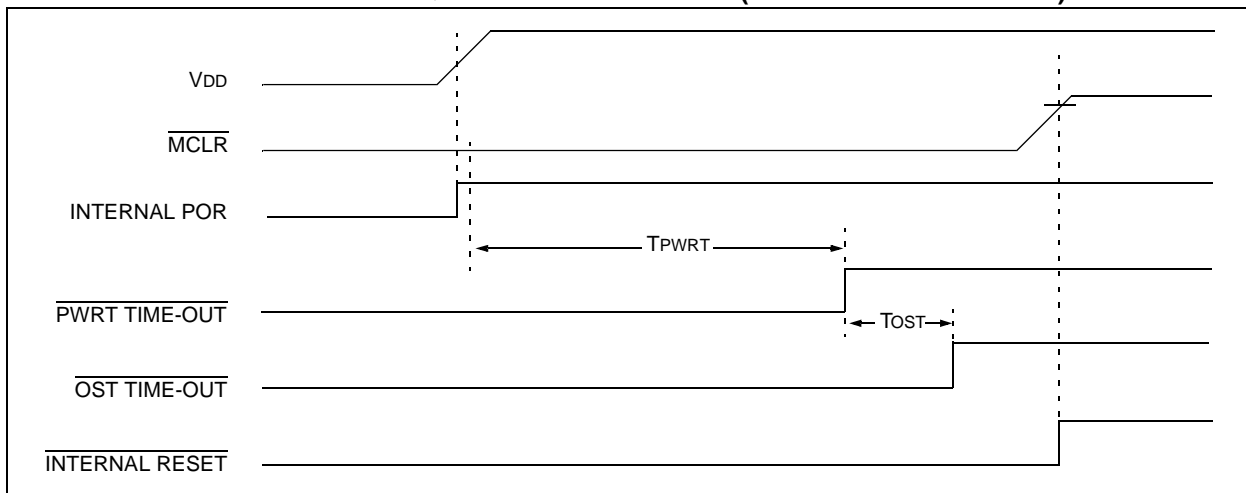 VDD
MCLR
INTERNAL POR
TPWRT
PWRT TIME-OUT
TOST
OST TIME-OUT
INTERNAL RESET